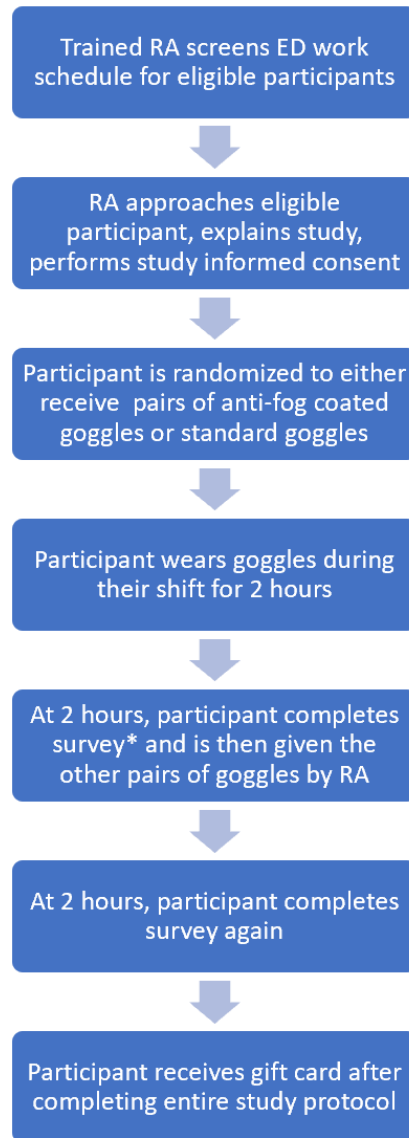 Trained RA screens ED work
schedule for eligible participants
RA approaches eligible
participant, explains study,
performs study informed consent
Participant is randomized to either
receive pairs of anti-fog coated
goggles or standard goggles
Participant wears goggles during
their shift for 2 hours
At 2 hours, participant completes
survey* and is then given the
other pairs of goggles by RA
At 2 hours, participant completes
survey again
Participant receives gift card after
completing entire study protocol